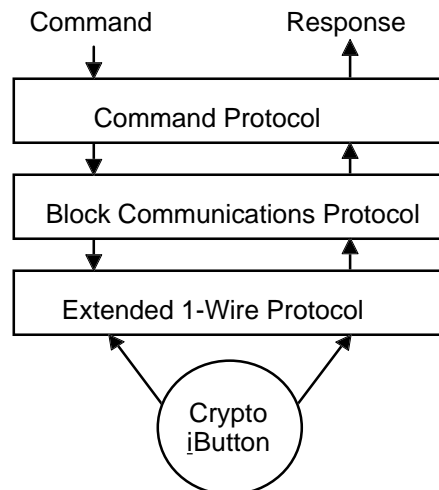 Command Response
Command Protocol
Block Communications Protocol
Extended 1-Wire Protocol
Crypto
iButton